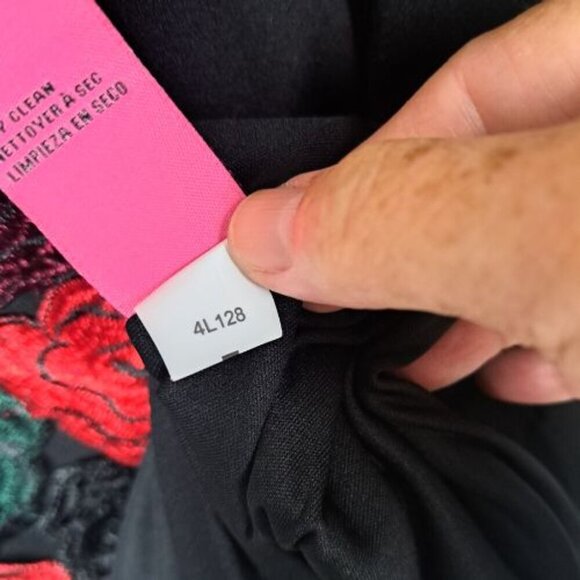 Y CLEAN
NETTOYER À SEC
LIMPIEZA EN SECO
4L128